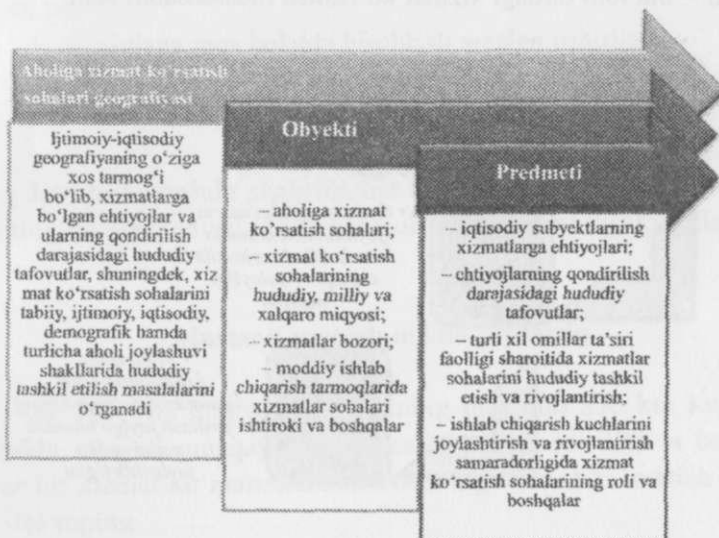 Aholiga xizmat ko‘rsatish
sohalari geografiyasi
Ijtimoiy-iqtisodiy
geografiyaning o‘ziga
xos tarmog‘i
bo‘lib, xizmatlarga
bo‘lgan ehtiyojlar va
ularning qondirilish
darajasidagi hududiy
tafovutlar, shuningdek, xiz
mat ko‘rsatish sohalarini
tabiiy, ijtimoiy, iqtisodiy,
demografik hamda
turlicha aholi joylashuvi
shakllarida hududiy
tashkil etilish masalalarini
o‘rganadi
Obyekti
– aholiga xizmat
ko‘rsatish sohalari;
– xizmat ko‘rsatish
sohalarining
hududiy, milliy va
xalqaro miqyosi;
– xizmatlar bozori;
– moddiy ishlab
chiqarish tarmoqlarida
xizmatlar sohalari
ishtiroki va boshqalar
Predmeti
– iqtisodiy subyektlarning
xizmatlarga ehtiyojlari;
– ehtiyojlarning qondirilish
darajasidagi hududiy
tafovutlar;
– turli xil omillar ta’siri
faolligi sharoitida xizmatlar
sohalarini hududiy tashkil
etish va rivojlantirish;
– ishlab chiqarish kuchlarini
joylashtirish va rivojlantirish
samaradorligida xizmat
ko‘rsatish sohalarining roli va
boshqalar